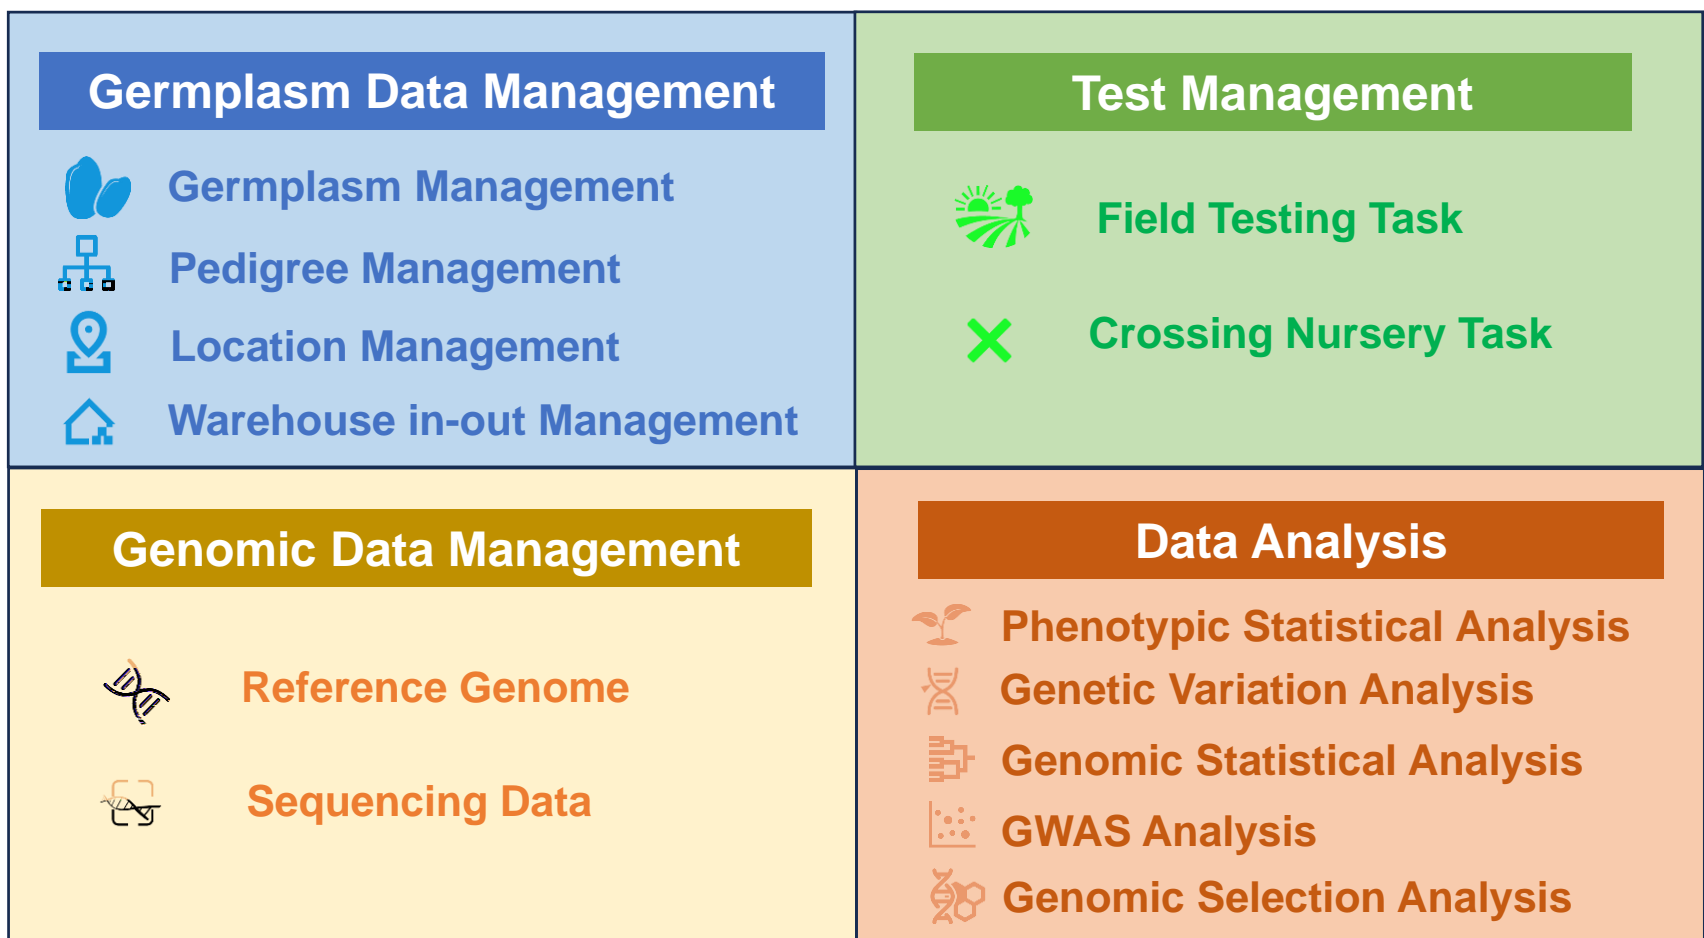 Germplasm Data Management
Germplasm Management
Pedigree Management
Location Management
Warehouse in-out Management
Test Management
Field Testing Task
Crossing Nursery Task
Genomic Data Management
Reference Genome
Sequencing Data
Data Analysis
Phenotypic Statistical Analysis
Genetic Variation Analysis
Genomic Statistical Analysis
GWAS Analysis
Genomic Selection Analysis